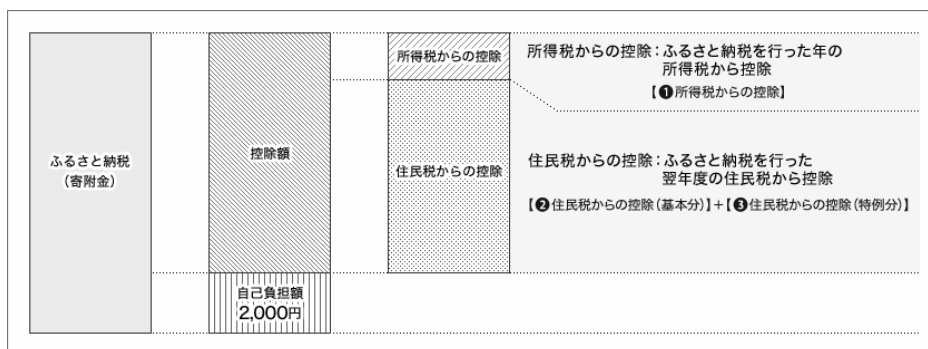 ふるさと納税
（寄附金）
控除額
自己負担額
2,000円
所得税からの控除
住民税からの控除
所得税からの控除：ふるさと納税を行った年の
所得税から控除
【❶所得税からの控除】
住民税からの控除：ふるさと納税を行った
翌年度の住民税から控除
【❷住民税からの控除（基本分）】＋【❸住民税からの控除（特例分）】